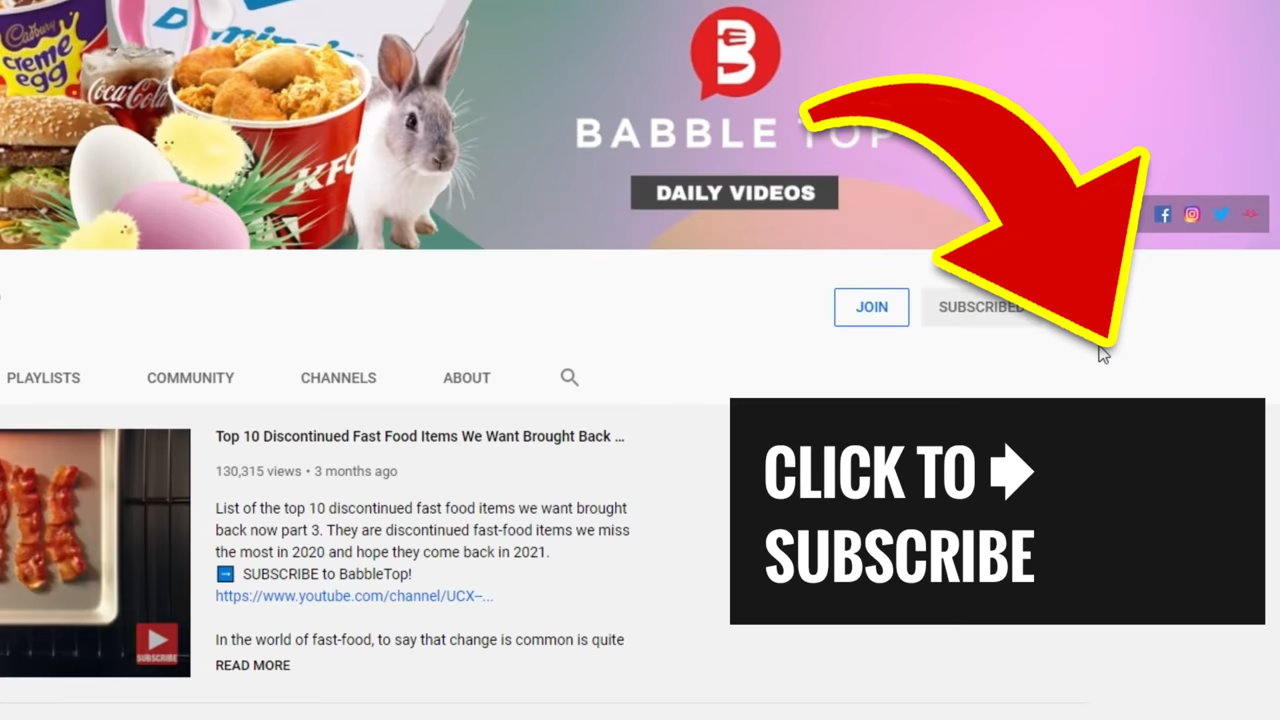 Cadbury
creme
egg
Domino's
Coca-Cola
KFC
B
BABBLE TOP
DAILY VIDEOS
JOIN
SUBSCRIBED
PLAYLISTS
COMMUNITY
CHANNELS
ABOUT
Top 10 Discontinued Fast Food Items We Want Brought Back ...
130,315 views • 3 months ago
List of the top 10 discontinued fast food items we want brought
back now part 3. They are discontinued fast-food items we miss
the most in 2020 and hope they come back in 2021.
➡ SUBSCRIBE to BabbleTop!
https://www.youtube.com/channel/UCX–...
In the world of fast-food, to say that change is common is quite
READ MORE
SUBSCRIBE
CLICK TO
SUBSCRIBE